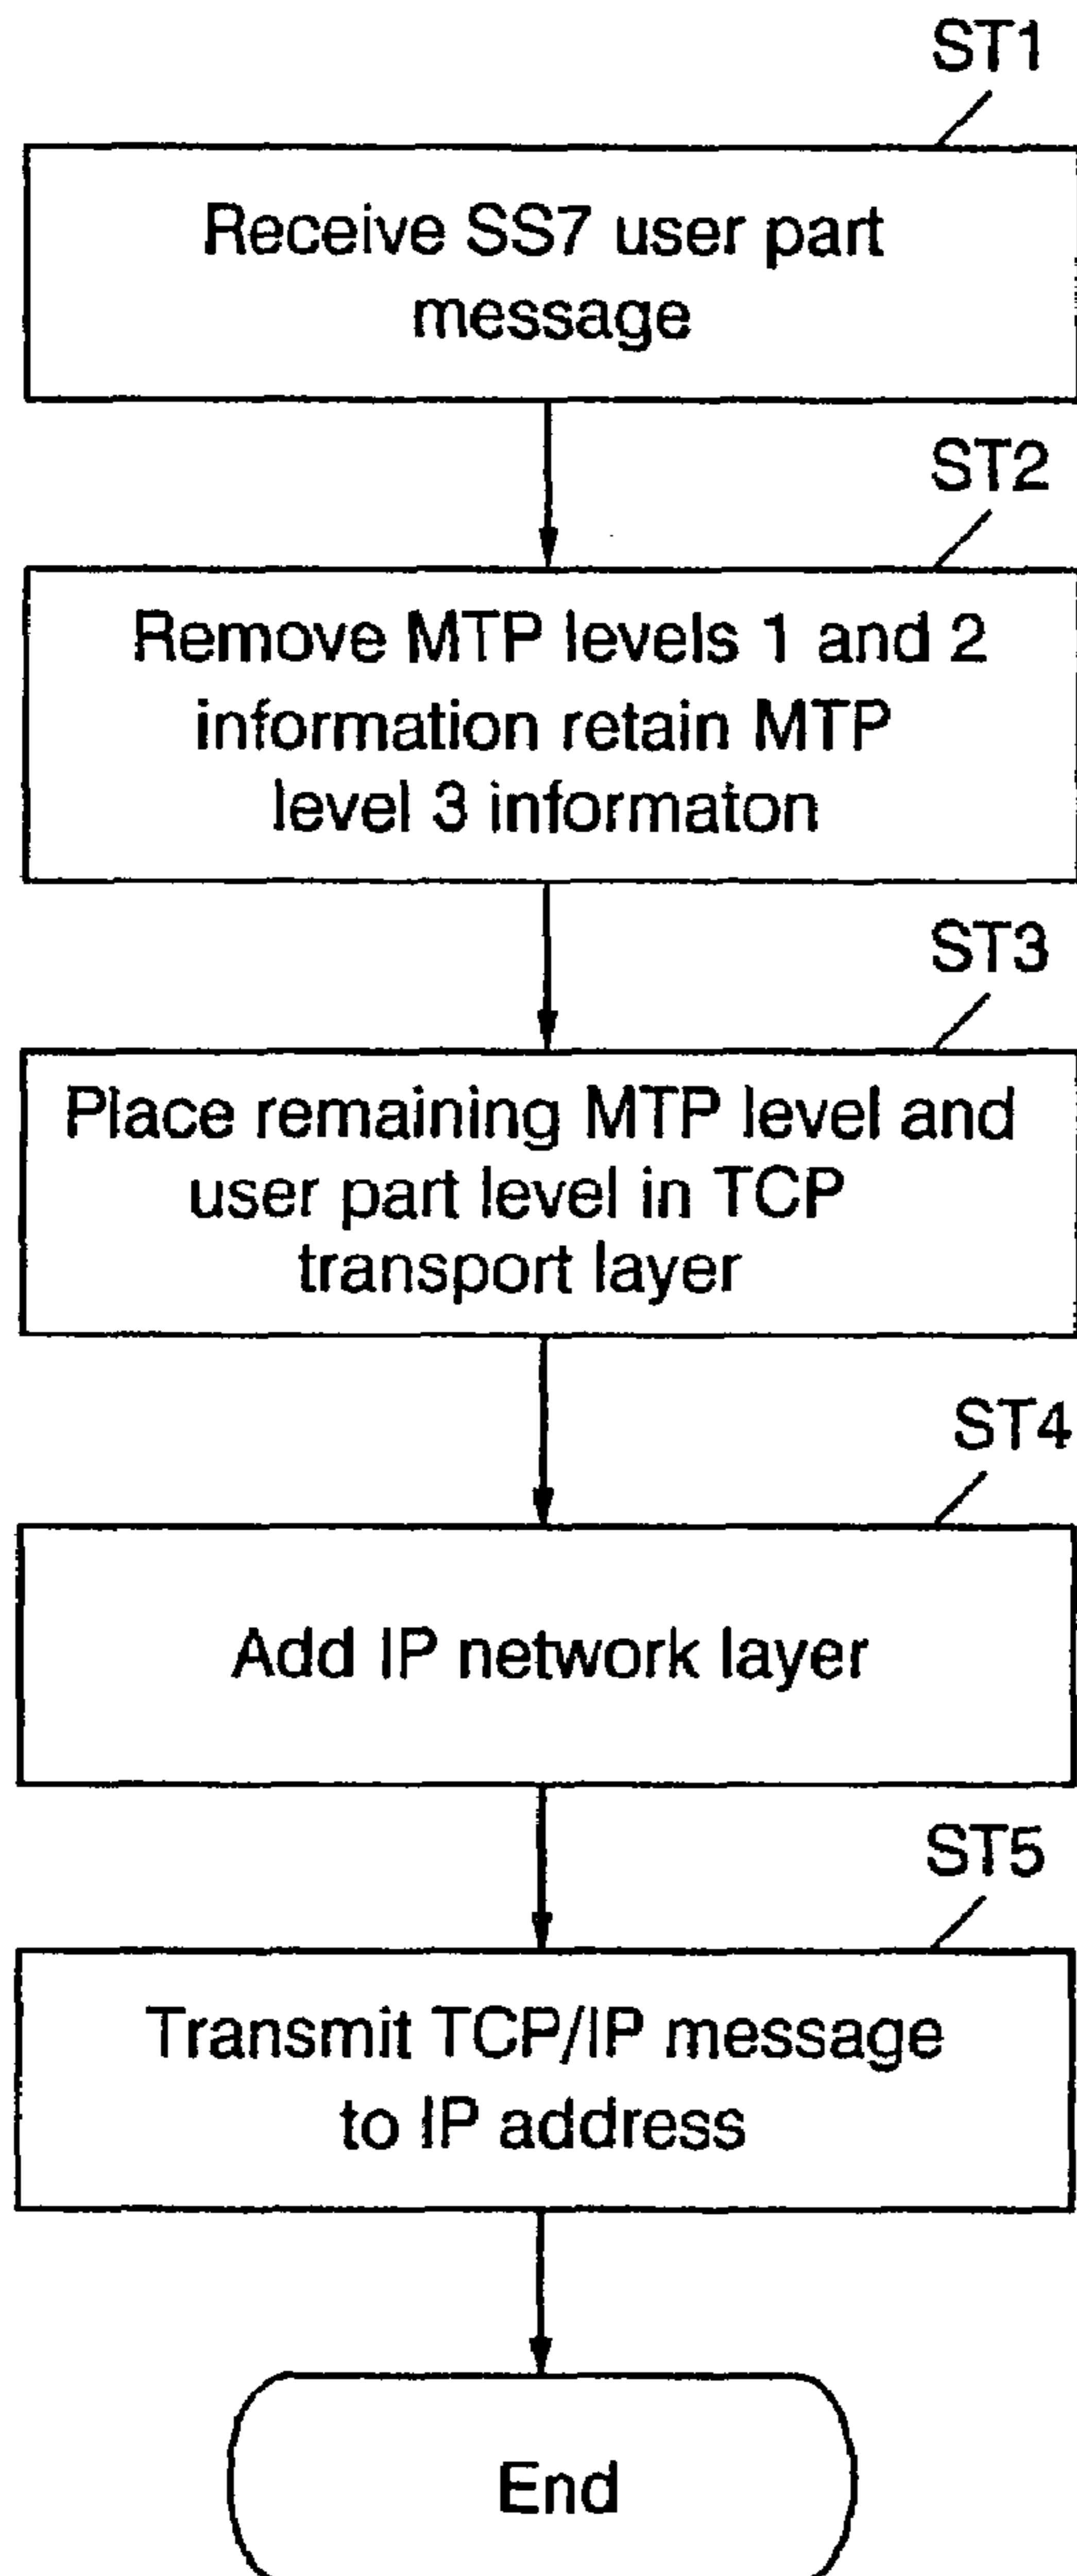 ST1
Receive SS7 user part
message
ST2
Remove MTP levels 1 and 2
information retain MTP
level 3 informaton
ST3
Place remaining MTP level and
user part level in TCP
transport layer
ST4
Add IP network layer
ST5
Transmit TCP/IP message
to IP address
End